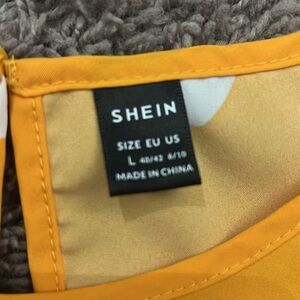 SHEIN
SIZE EU US
L 40/42 8/10
MADE IN CHINA